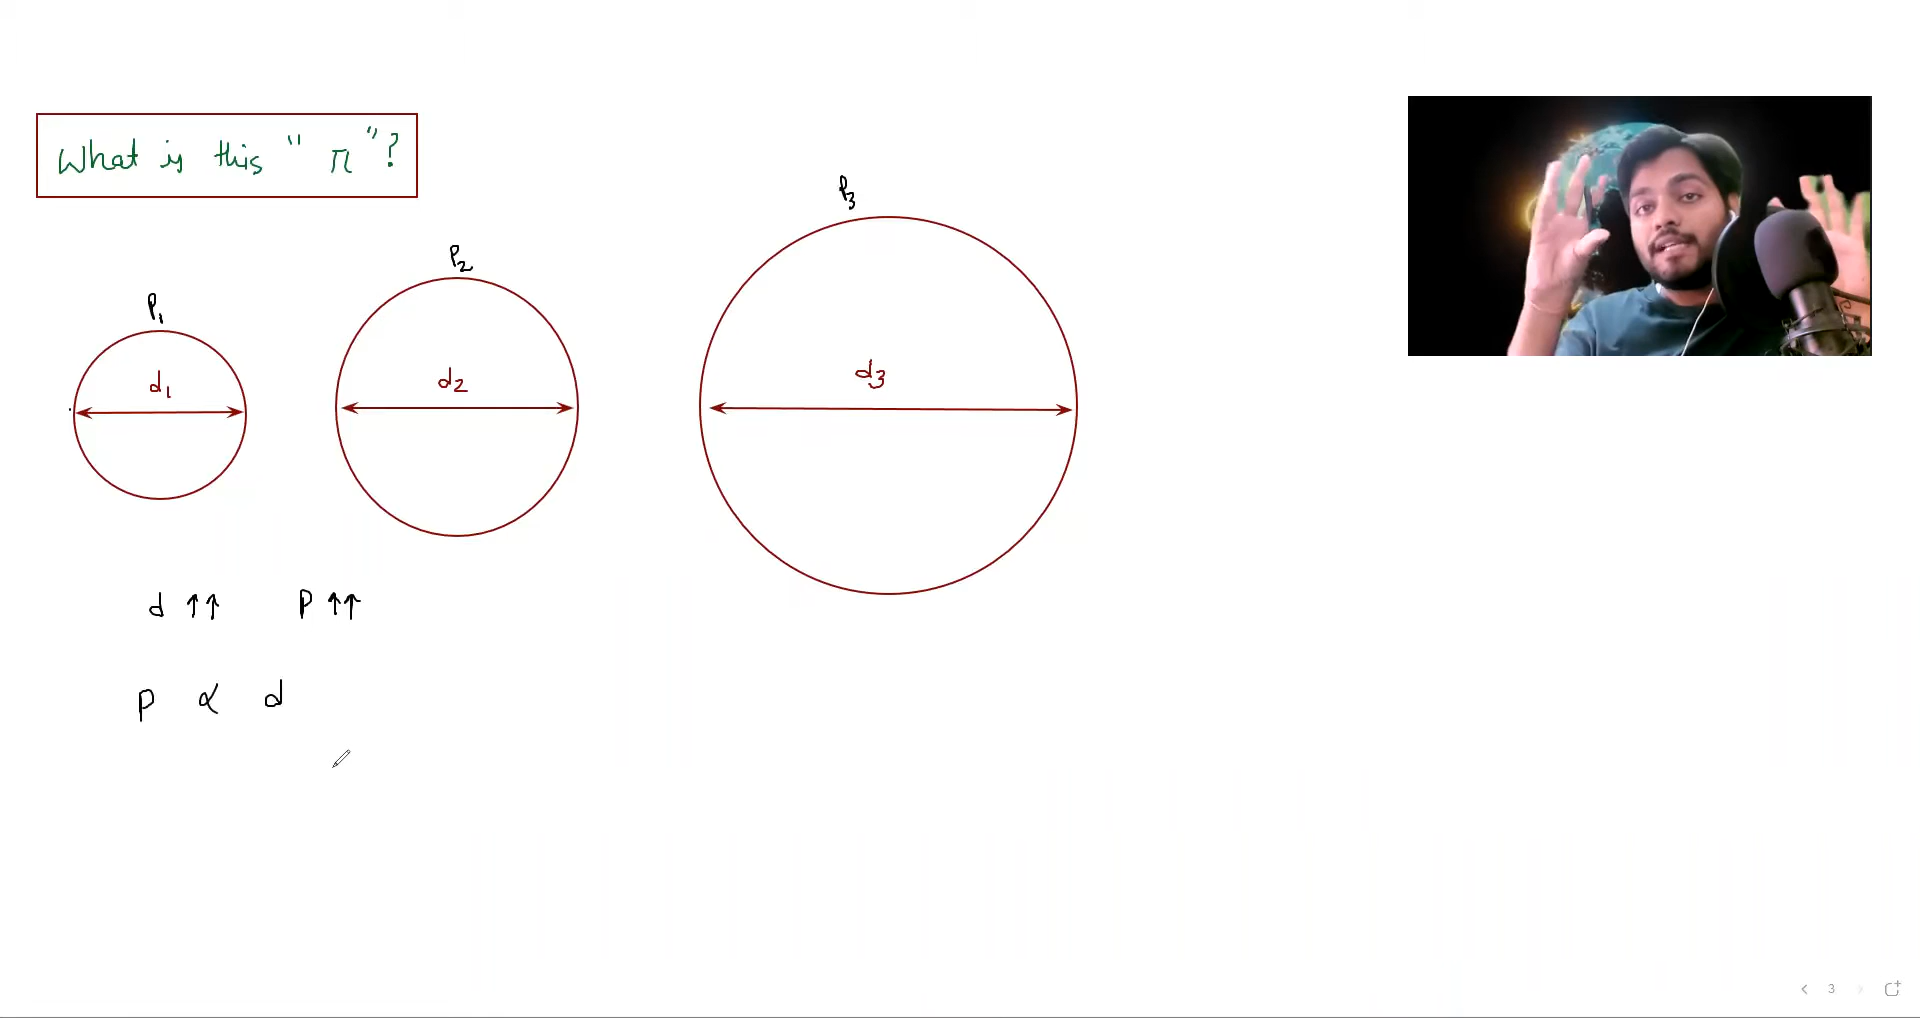 What is this " π "?
P₁
P₂
P₃
d₁
d₂
d₃
d ↑↑ P ↑↑
P ∝ d
3